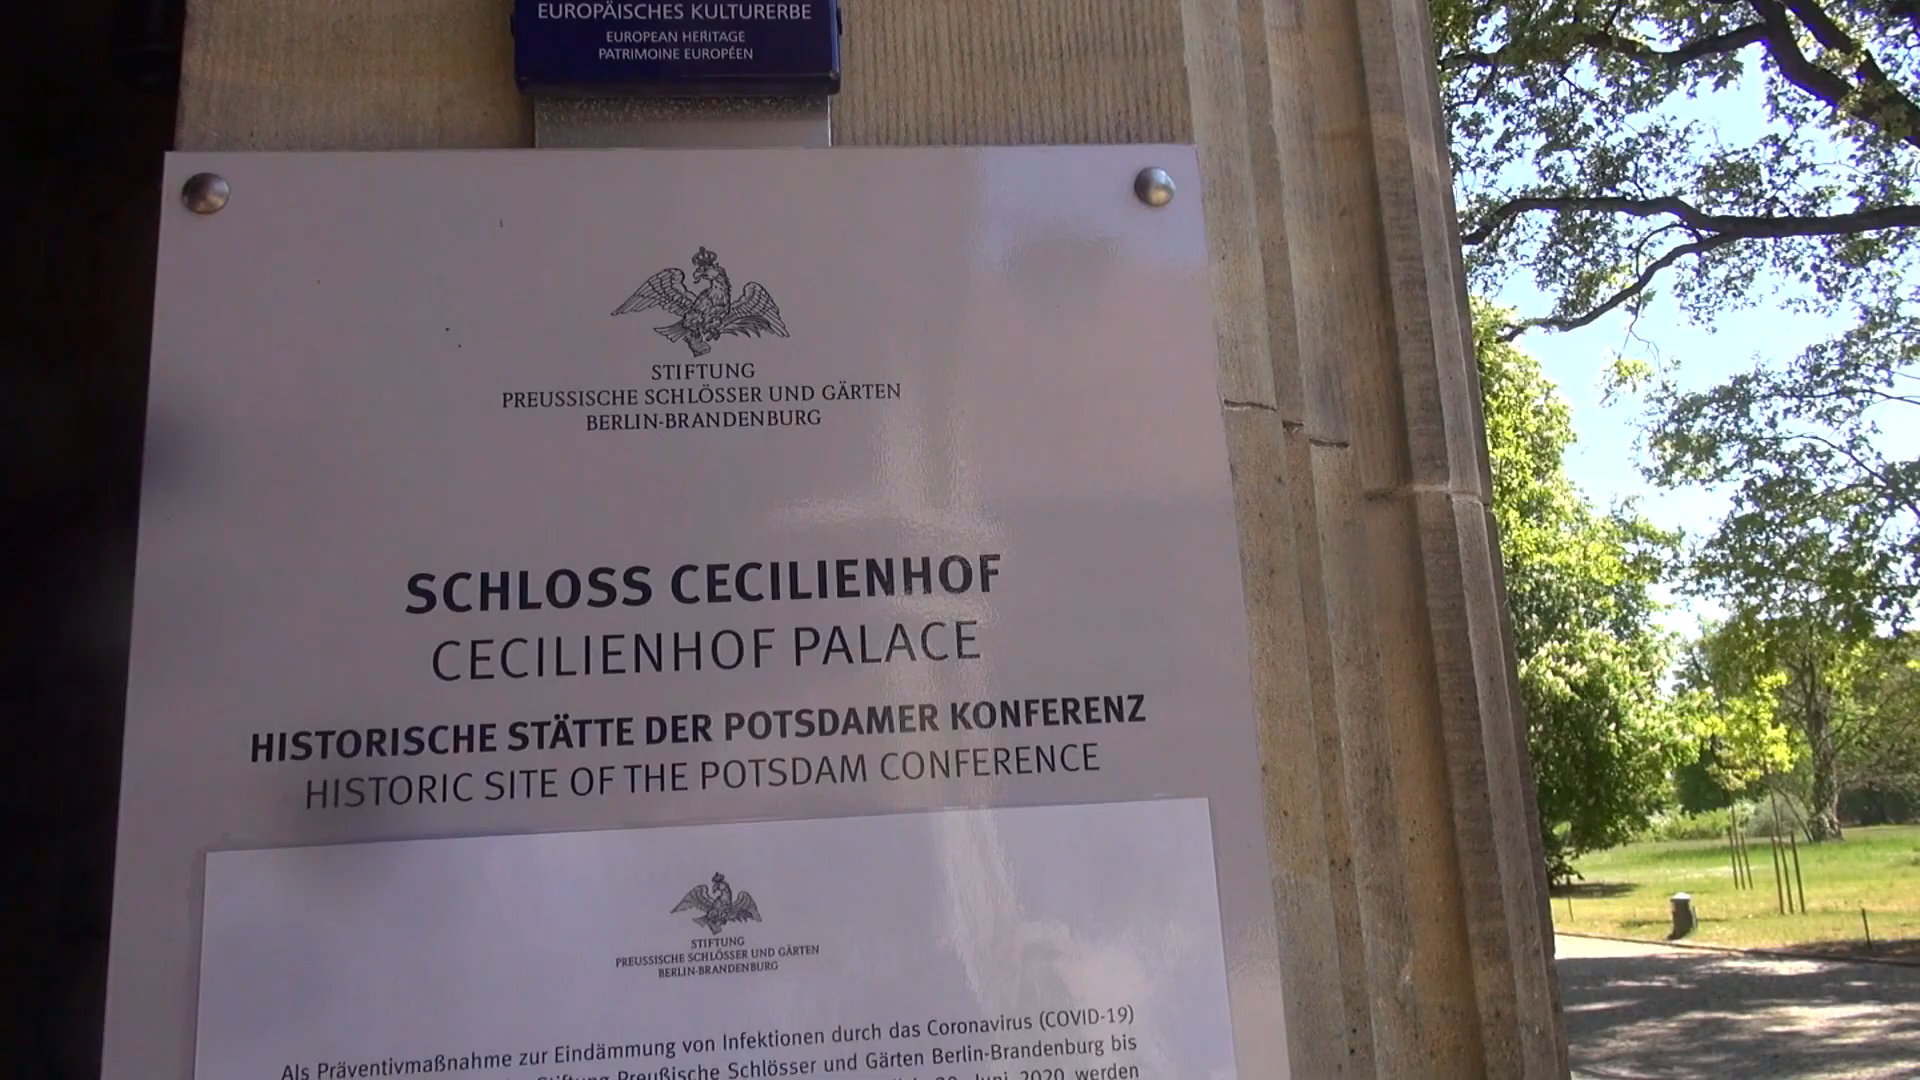 EUROPÄISCHES KULTURERBE
EUROPEAN HERITAGE
PATRIMOINE EUROPÉEN
STIFTUNG
PREUSSISCHE SCHLÖSSER UND GÄRTEN
BERLIN-BRANDENBURG
SCHLOSS CECILIENHOF
CECILIENHOF PALACE
HISTORISCHE STÄTTE DER POTSDAMER KONFERENZ
HISTORIC SITE OF THE POTSDAM CONFERENCE
STIFTUNG
PREUSSISCHE SCHLÖSSER UND GÄRTEN
BERLIN-BRANDENBURG
Als Präventivmaßnahme zur Eindämmung von Infektionen durch das Coronavirus (COVID-19)
Stiftung Preußische Schlösser und Gärten Berlin-Brandenburg bis
Juni 2020 werden